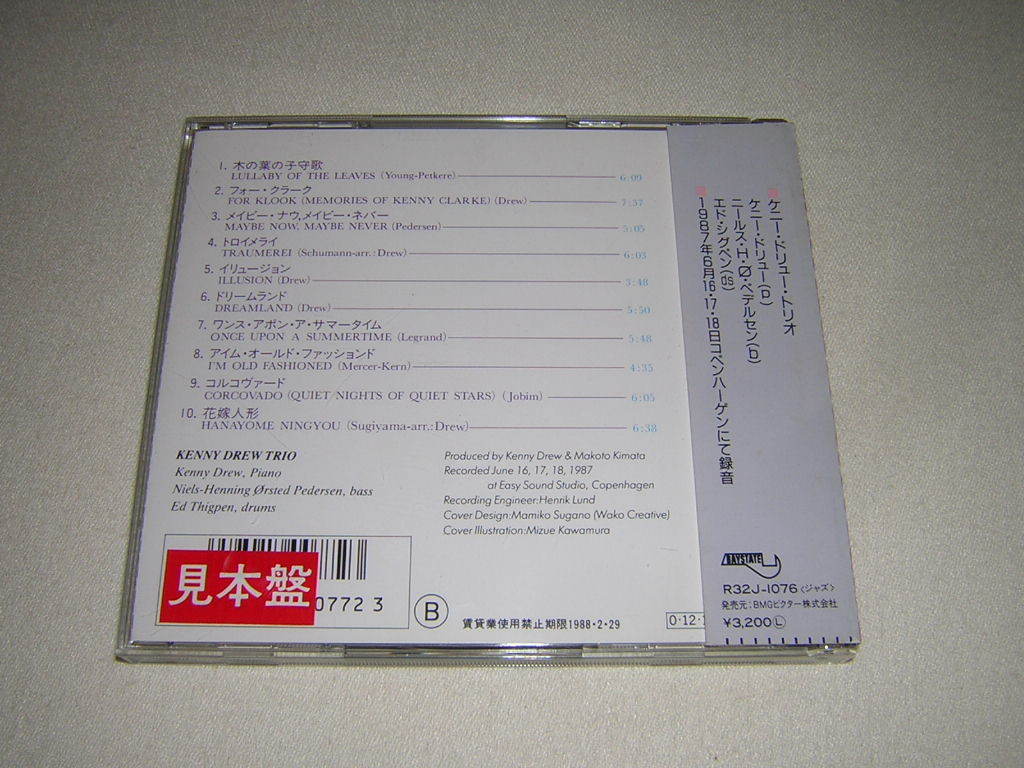 1. 木の葉の子守歌
LULLABY OF THE LEAVES (Young-Petkere) 6:09
2. フォー・クラーク
FOR KLOOK (MEMORIES OF KENNY CLARKE) (Drew) 7:37
3. メイビー・ナウ,メイビー・ネバー
MAYBE NOW, MAYBE NEVER (Pedersen) 5:05
4. トロイメライ
TRAUMEREI (Schumann-arr.: Drew) 6:03
5. イリュージョン
ILLUSION (Drew) 3:48
6. ドリームランド
DREAMLAND (Drew) 5:50
7. ワンス・アポン・ア・サマータイム
ONCE UPON A SUMMERTIME (Legrand) 5:48
8. アイム・オールド・ファッションド
I'M OLD FASHIONED (Mercer-Kern) 4:35
9. コルコヴァード
CORCOVADO (QUIET NIGHTS OF QUIET STARS) (Jobim) 6:05
10. 花嫁人形
HANAYOME NINGYOU (Sugiyama-arr.: Drew) 6:38
KENNY DREW TRIO
Kenny Drew, Piano
Niels-Henning Ørsted Pedersen, bass
Ed Thigpen, drums
Produced by Kenny Drew & Makoto Kimata
Recorded June 16, 17, 18, 1987
at Easy Sound Studio, Copenhagen
Recording Engineer:Henrik Lund
Cover Design:Mamiko Sugano (Wako Creative)
Cover Illustration:Mizue Kawamura
見本盤
0772 3
B
賃貸業使用禁止期限1988・2・29
0・12・
ケニー・ドリュー・トリオ
ケニー・ドリュー(p)
ニールス・H・Ø・ペデルセン(b)
エド・シグペン(ds)
1987年6月16・17・18日コペンハーゲンにて録音
BAYSTATE
R32J-1076〈ジャズ〉
発売元:BMGビクター株式会社
¥3,200Ⓛ